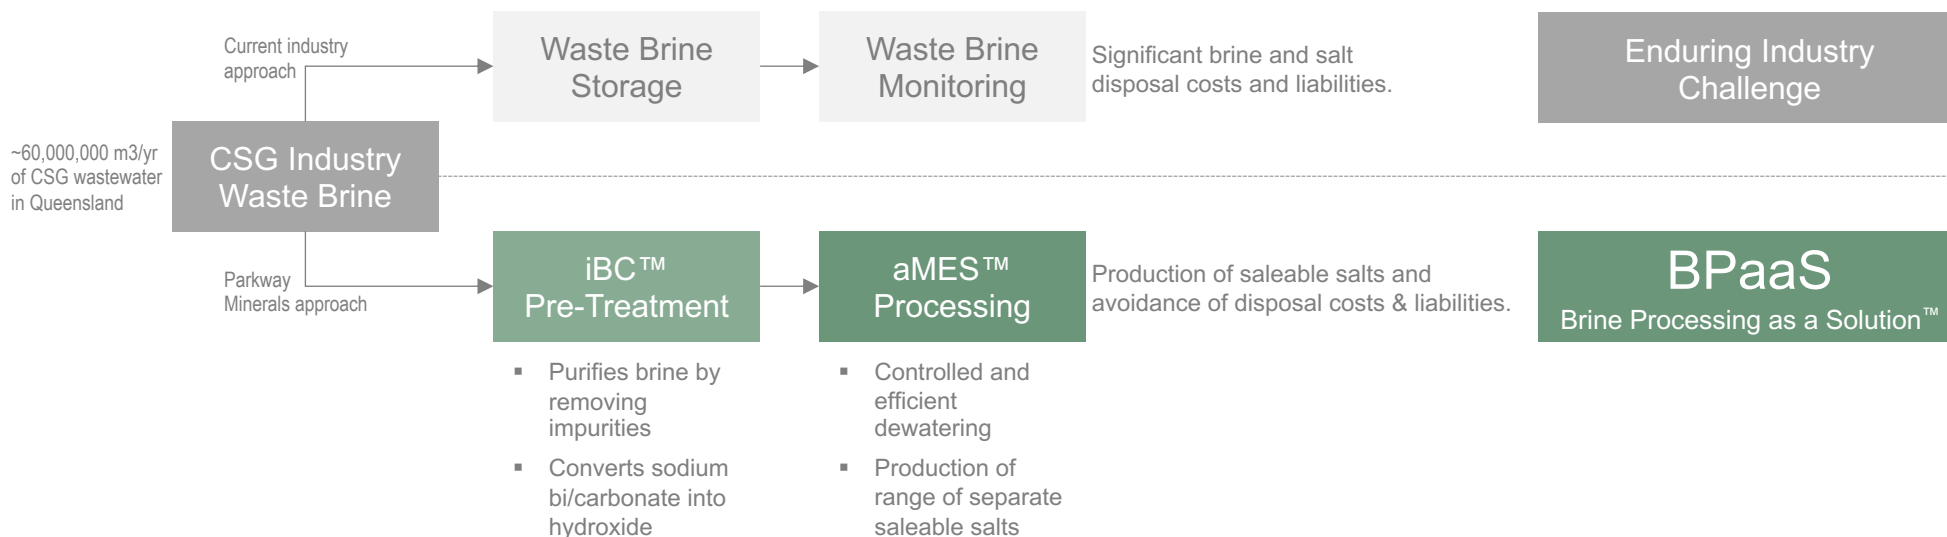 Current industry
approach
Waste Brine
Storage
Waste Brine
Monitoring
Significant brine and salt
disposal costs and liabilities.
Enduring Industry
Challenge
~60,000,000 m3/yr
of CSG wastewater
in Queensland
CSG Industry
Waste Brine
Parkway
Minerals approach
iBC™
Pre-Treatment
aMES™
Processing
Production of saleable salts and
avoidance of disposal costs & liabilities.
BPaaS
Brine Processing as a Solution™
▪ Purifies brine by
removing
impurities
▪ Converts sodium
bi/carbonate into
hydroxide
▪ Controlled and
efficient
dewatering
▪ Production of
range of separate
saleable salts